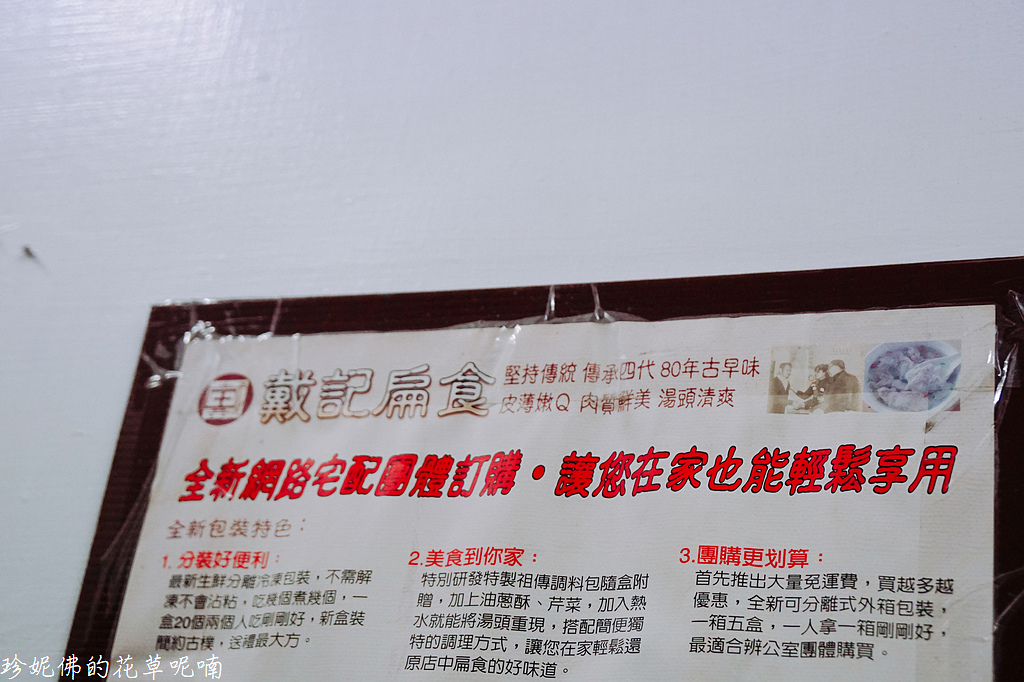 国 戴記扁食
堅持傳統 傳承四代 80年古早味
皮薄嫩Q 肉質鮮美 湯頭清爽
全新網路宅配團體訂購・讓您在家也能輕鬆享用
全新包裝特色：
1. 分裝好便利：
最新生鮮分離冷凍包裝，不需解
凍不會沾粘，吃幾個煮幾個，一
盒20個兩個人吃剛剛好，新盒裝
簡約古樸，送禮最大方。
2.美食到你家：
特別研發特製祖傳調料包隨盒附
贈，加上油蔥酥、芹菜，加入熱
水就能將湯頭重現，搭配簡便獨
特的調理方式，讓您在家輕鬆還
原店中扁食的好味道。
3.團購更划算：
首先推出大量免運費，買越多越
優惠，全新可分離式外箱包裝，
一箱五盒，一人拿一箱剛剛好，
最適合辨公室團體購買。
珍妮佛的花草呢喃